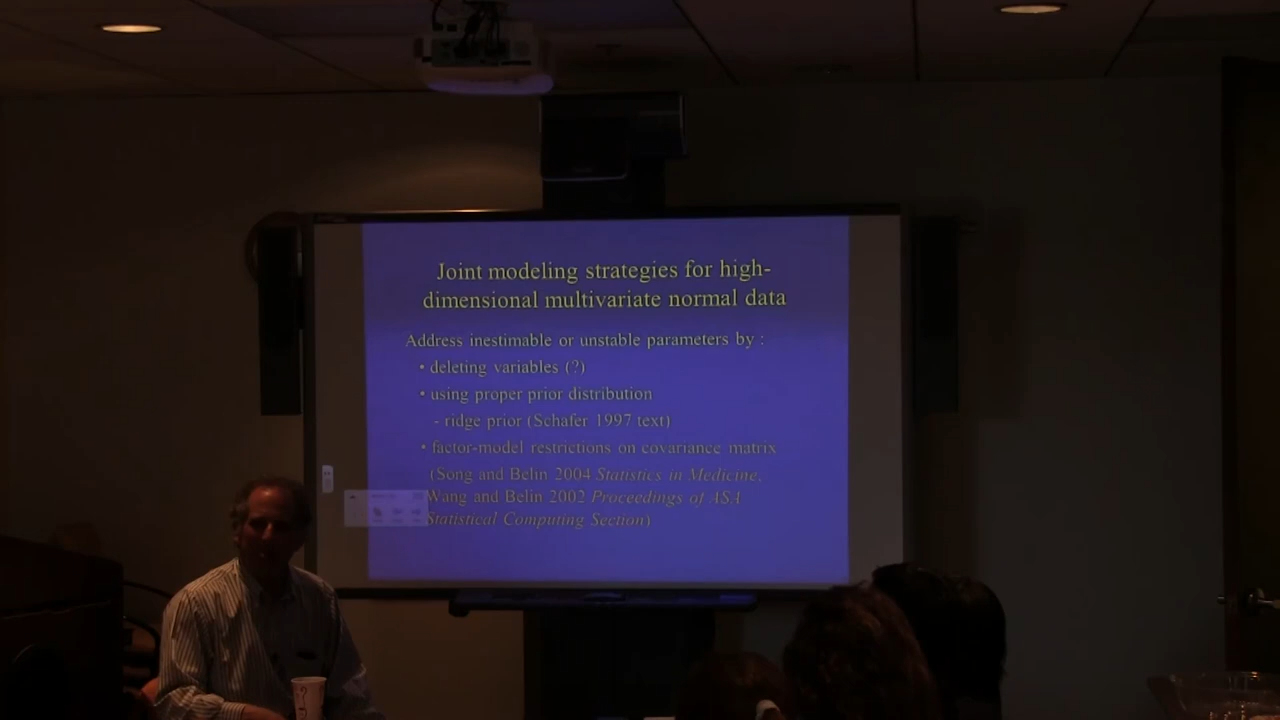 Joint modeling strategies for high-
dimensional multivariate normal data
Address inestimable or unstable parameters by :
• deleting variables (?)
• using proper prior distribution
- ridge prior (Schafer 1997 text)
• factor-model restrictions on covariance matrix
(Song and Belin 2004 Statistics in Medicine,
Wang and Belin 2002 Proceedings of ASA
Statistical Computing Section)